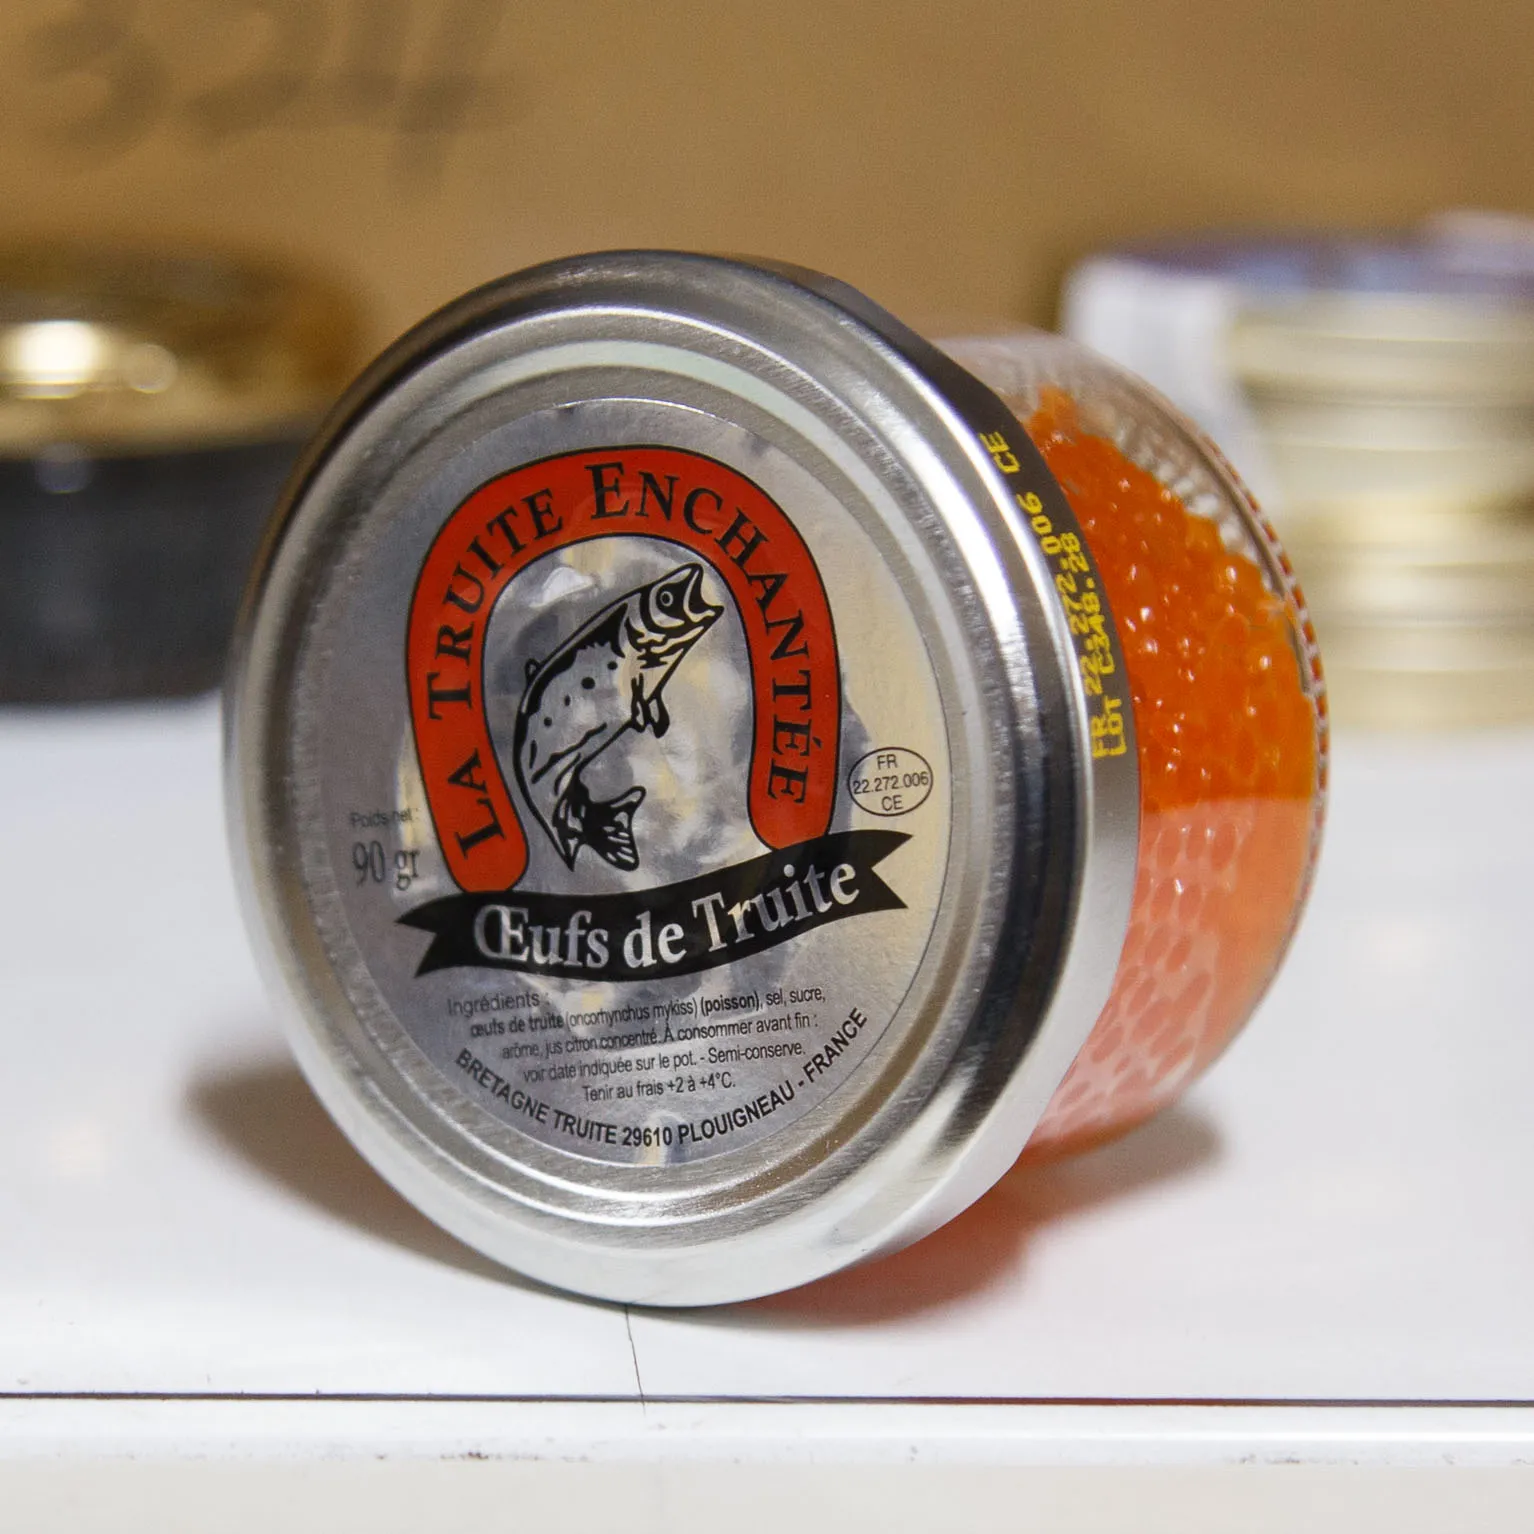 LA TRUITE ENCHANTÉE
FR
22.272.006
CE
Poids net :
90 gr
Œufs de Truite
Ingrédients :
œufs de truite (oncorhynchus mykiss) (poisson), sel, sucre,
arôme, jus citron concentré. À consommer avant fin :
voir date indiquée sur le pot. - Semi-conserve.
Tenir au frais +2 à +4°C.
BRETAGNE TRUITE 29610 PLOUIGNEAU - FRANCE
FR 22.272.006 CE
LOT